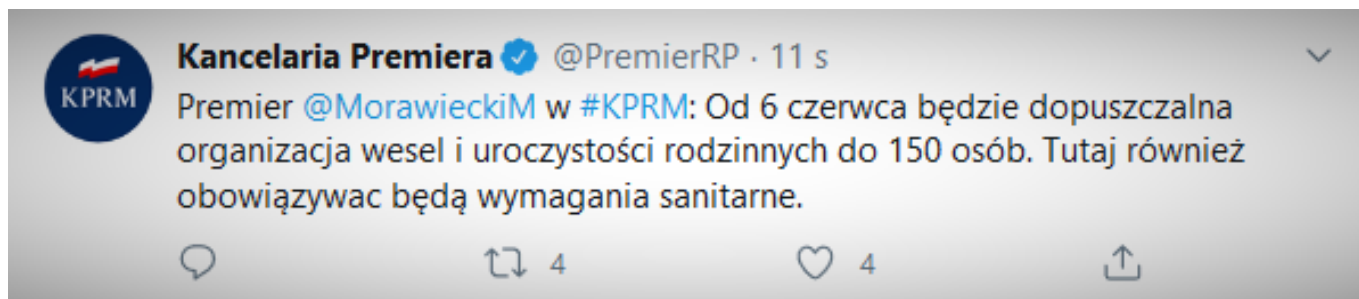 KPRM
Kancelaria Premiera @PremierRP · 11 s
Premier @MorawieckiM w #KPRM: Od 6 czerwca będzie dopuszczalna
organizacja wesel i uroczystości rodzinnych do 150 osób. Tutaj również
obowiązywac będą wymagania sanitarne.
4 4